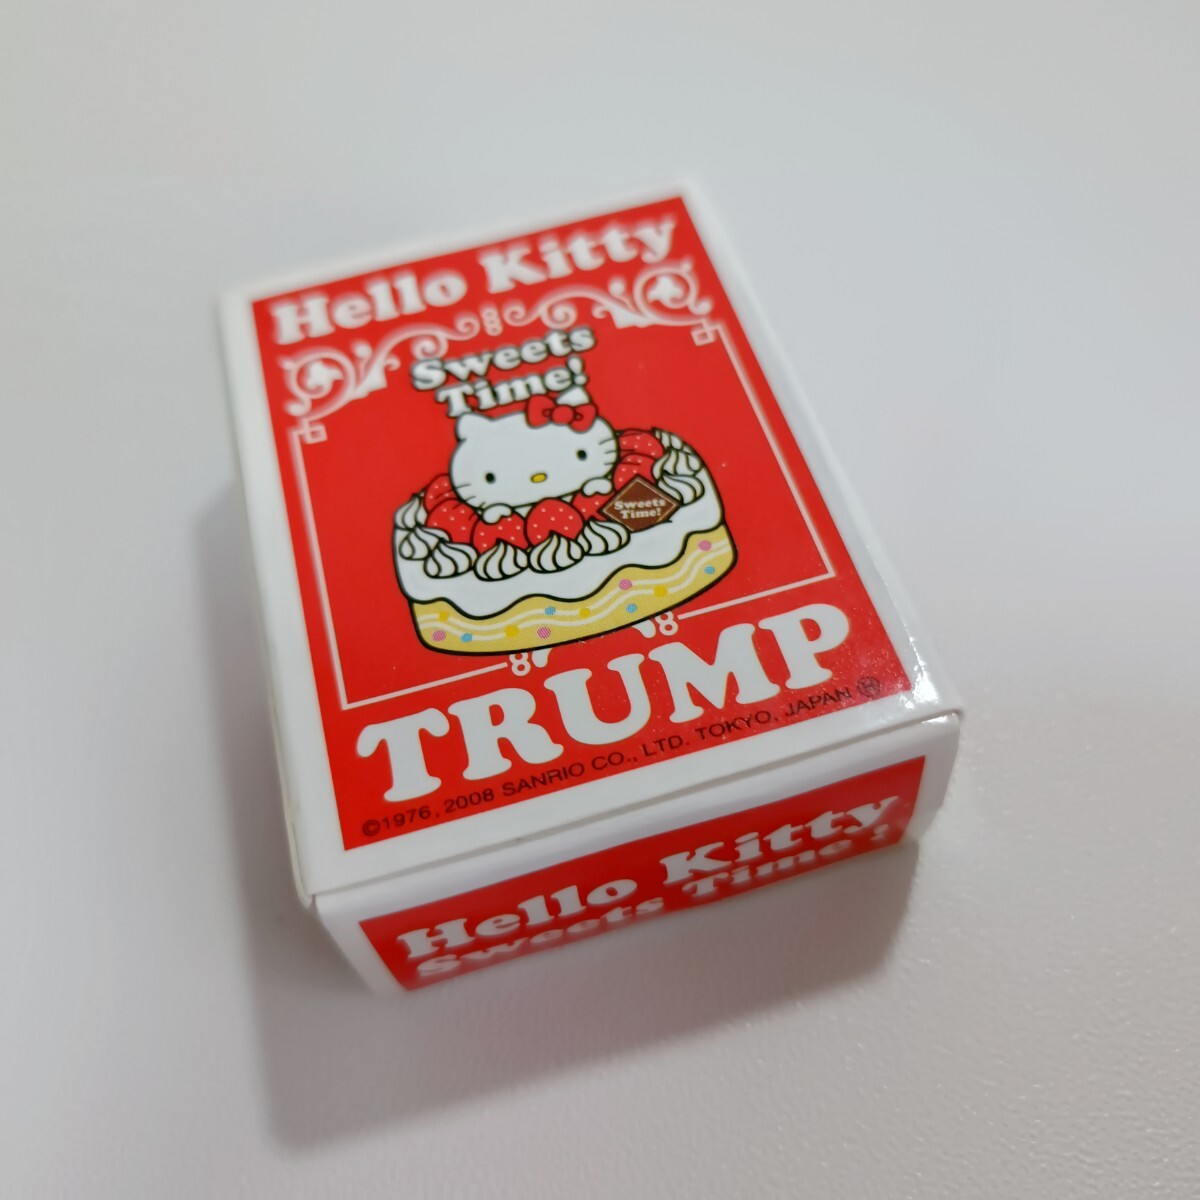 Hello Kitty
Sweets
Time!
Sweets
Time!
TRUMP
©1976, 2008 SANRIO CO., LTD. TOKYO, JAPAN Ⓗ
Hello Kitty
Sweets Time !